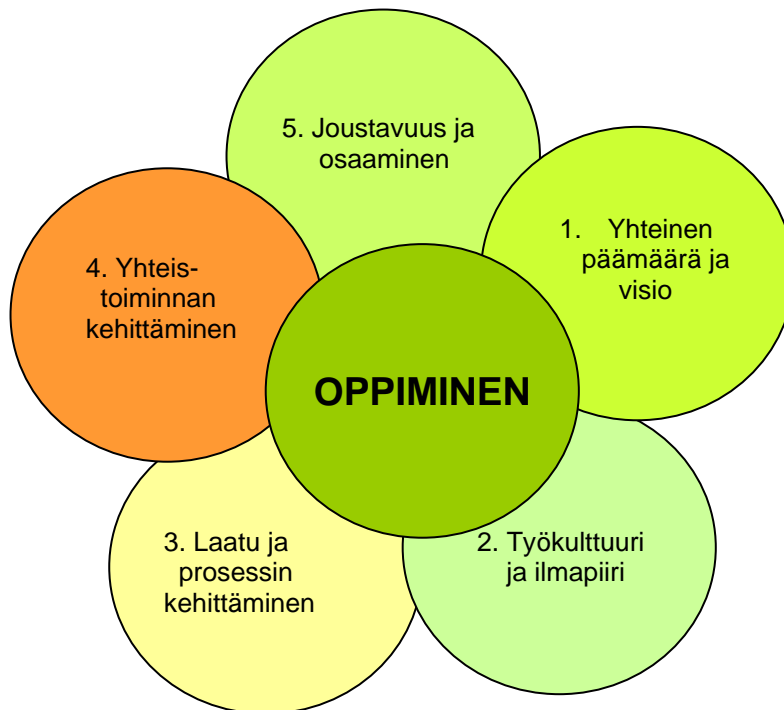 5. Joustavuus ja
osaaminen
1. Yhteinen
päämäärä ja
visio
4. Yhteis-
toiminnan
kehittäminen
OPPIMINEN
3. Laatu ja
prosessin
kehittäminen
2. Työkulttuuri
ja ilmapiiri